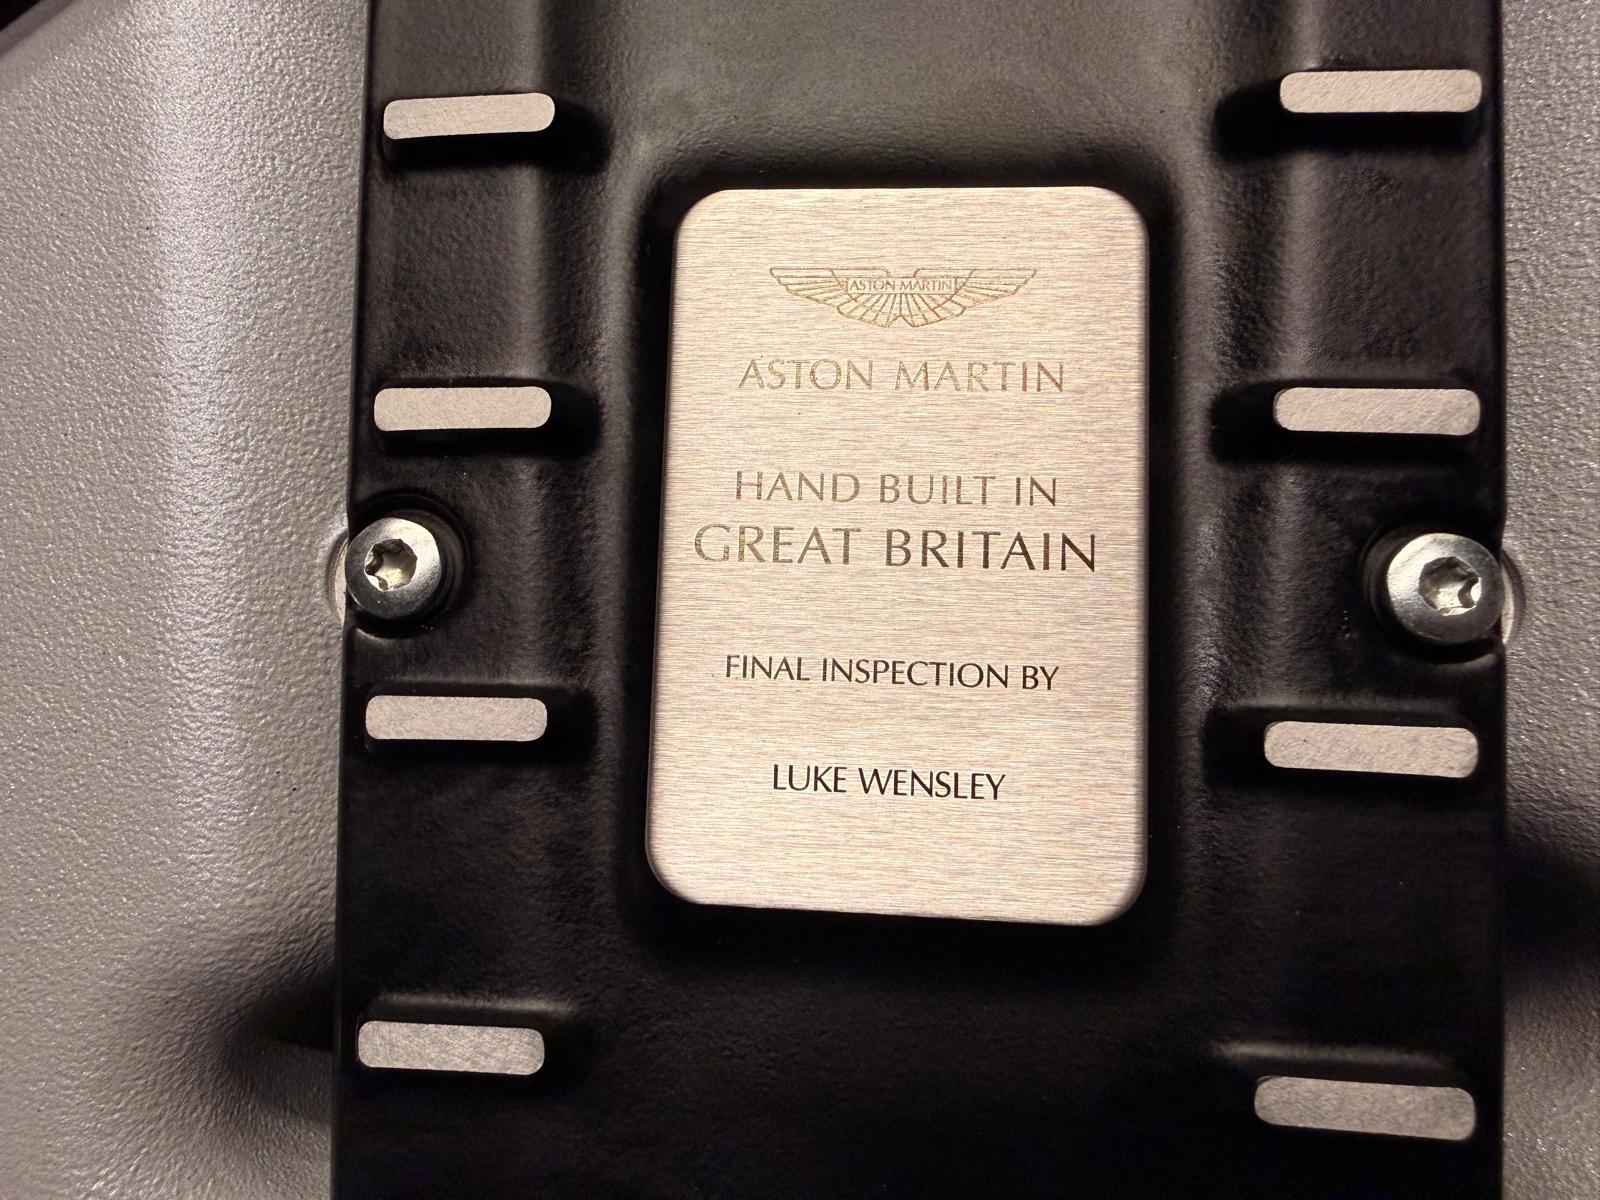 ASTON MARTIN
ASTON MARTIN
HAND BUILT IN
GREAT BRITAIN
FINAL INSPECTION BY
LUKE WENSLEY